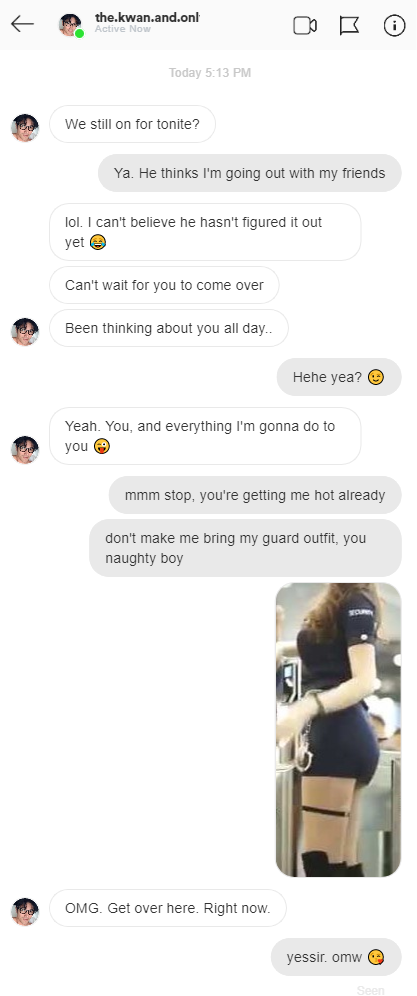 the.kwan.and.onl
Active Now
Today 5:13 PM
We still on for tonite?
Ya. He thinks I'm going out with my friends
lol. I can't believe he hasn't figured it out
yet 😂
Can't wait for you to come over
Been thinking about you all day..
Hehe yea? 😉
Yeah. You, and everything I'm gonna do to
you 😜
mmm stop, you're getting me hot already
don't make me bring my guard outfit, you
naughty boy
SECURITY
OMG. Get over here. Right now.
yessir. omw 😘
Seen